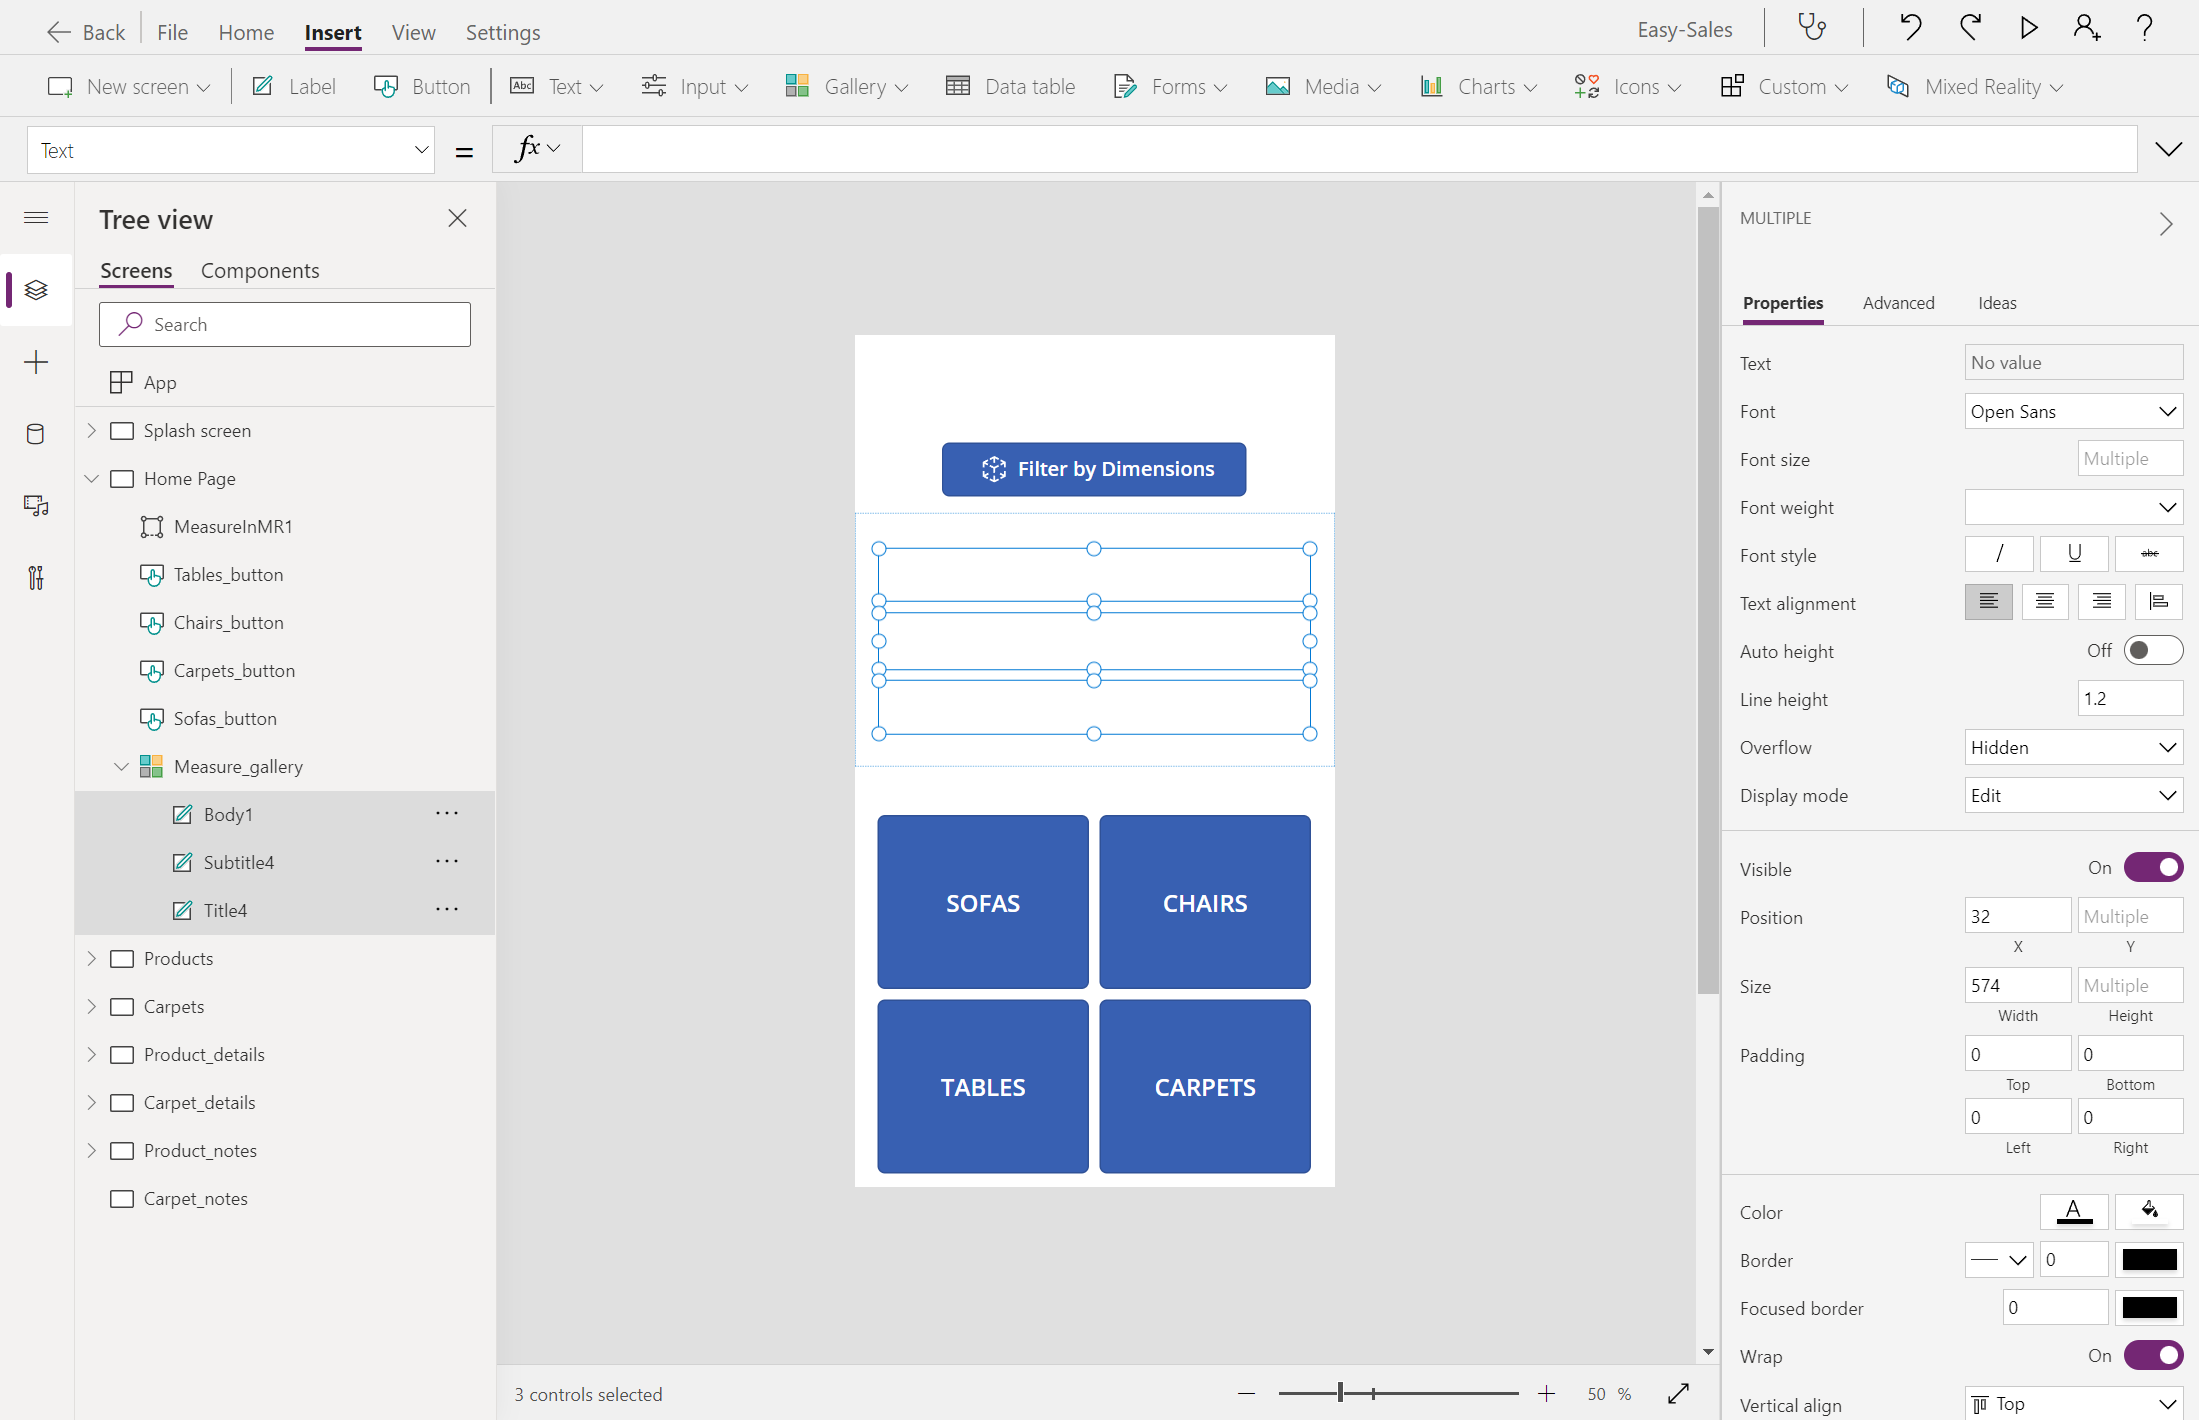 Back File Home Insert View Settings Easy-Sales
New screen Label Button Abc Text Input Gallery Data table Forms Media Charts Icons Custom Mixed Reality
Text = fx
Tree view
Screens Components
Search
App
Splash screen
Home Page
MeasureInMR1
Tables_button
Chairs_button
Carpets_button
Sofas_button
Measure_gallery
Body1 ...
Subtitle4 ...
Title4 ...
Products
Carpets
Product_details
Carpet_details
Product_notes
Carpet_notes
Filter by Dimensions
SOFAS CHAIRS
TABLES CARPETS
3 controls selected
50 %
MULTIPLE
Properties Advanced Ideas
Text No value
Font Open Sans
Font size Multiple
Font weight
Font style / U abc
Text alignment
Auto height Off
Line height 1.2
Overflow Hidden
Display mode Edit
Visible On
Position 32 Multiple
X Y
Size 574 Multiple
Width Height
Padding 0 0
Top Bottom
0 0
Left Right
Color A
Border 0
Focused border 0
Wrap On
Vertical align Top